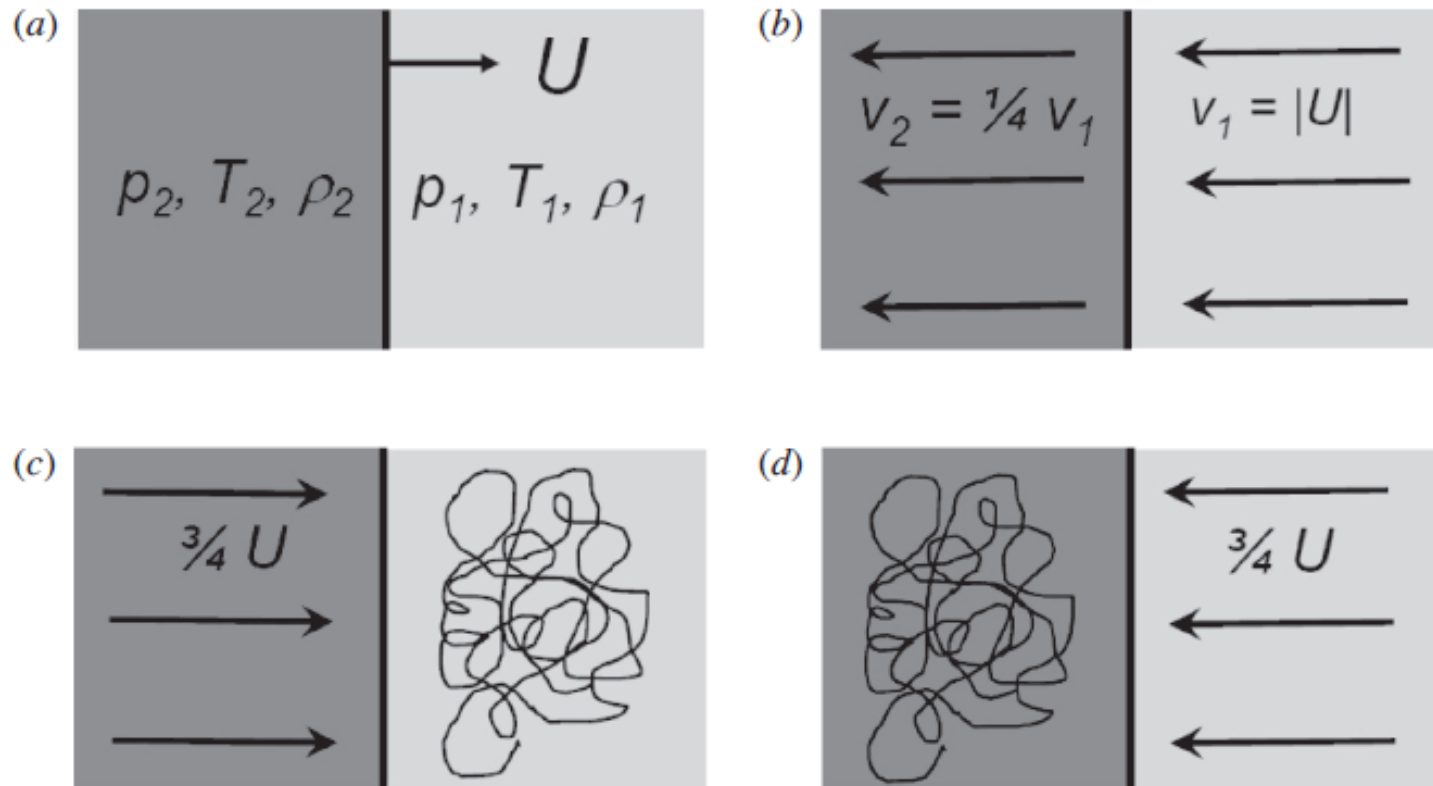 (a)
U
p2, T2, ρ2
p1, T1, ρ1
(b)
v2 = ¼ v1
v1 = |U|
(c)
¾ U
(d)
¾ U